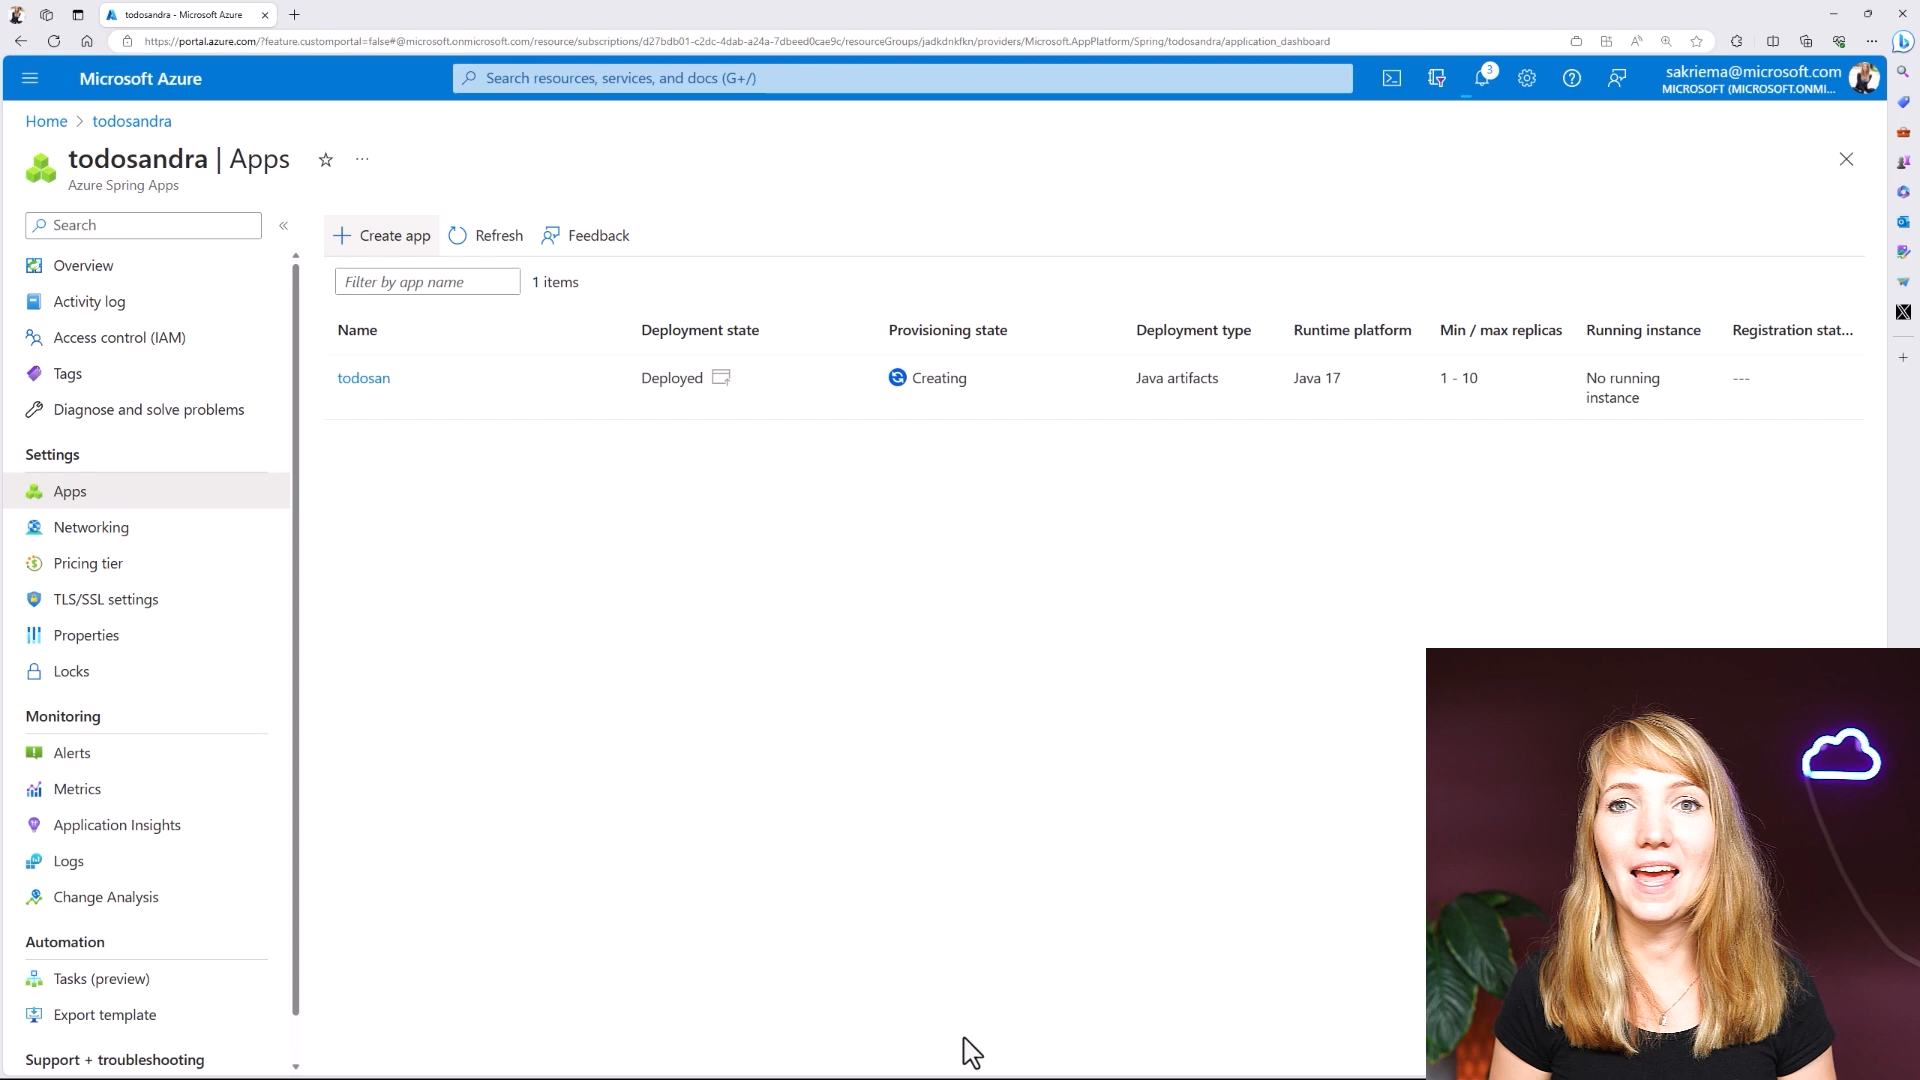 todosandra - Microsoft Azure
https://portal.azure.com/?feature.customportal=false#@microsoft.onmicrosoft.com/resource/subscriptions/d27bdb01-c2dc-4dab-a24a-7dbeed0cae9c/resourceGroups/jadkdnkfkn/providers/Microsoft.AppPlatform/Spring/todosandra/application_dashboard
Microsoft Azure
Search resources, services, and docs (G+/)
3
sakriema@microsoft.com
MICROSOFT (MICROSOFT.ONMI...
Home > todosandra
todosandra | Apps
Azure Spring Apps
Search
Overview
Activity log
Access control (IAM)
Tags
Diagnose and solve problems
Settings
Apps
Networking
Pricing tier
TLS/SSL settings
Properties
Locks
Monitoring
Alerts
Metrics
Application Insights
Logs
Change Analysis
Automation
Tasks (preview)
Export template
Support + troubleshooting
Create app Refresh Feedback
Filter by app name 1 items
Name Deployment state Provisioning state Deployment type Runtime platform Min / max replicas Running instance Registration stat...
todosan Deployed Creating Java artifacts Java 17 1 - 10 No running ---
instance